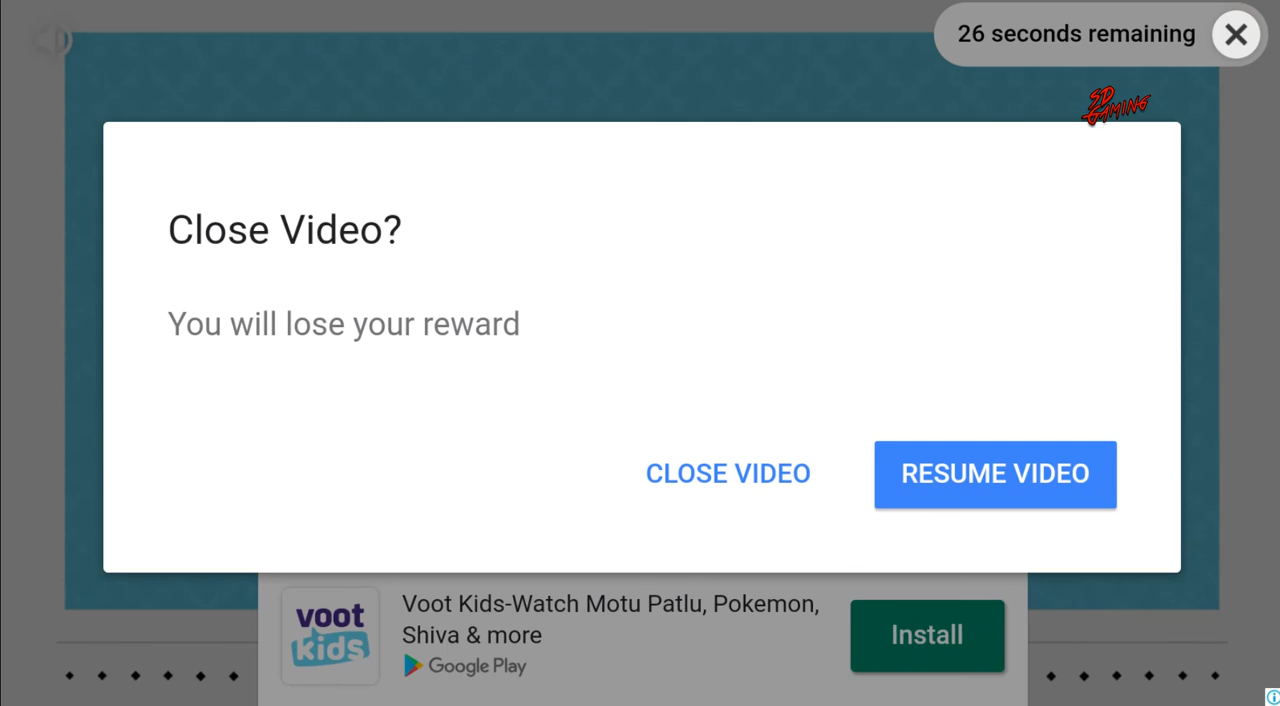 26 seconds remaining
SD
GAMING
Close Video?
You will lose your reward
CLOSE VIDEO
RESUME VIDEO
voot
kids
Voot Kids-Watch Motu Patlu, Pokemon,
Shiva & more
Google Play
Install